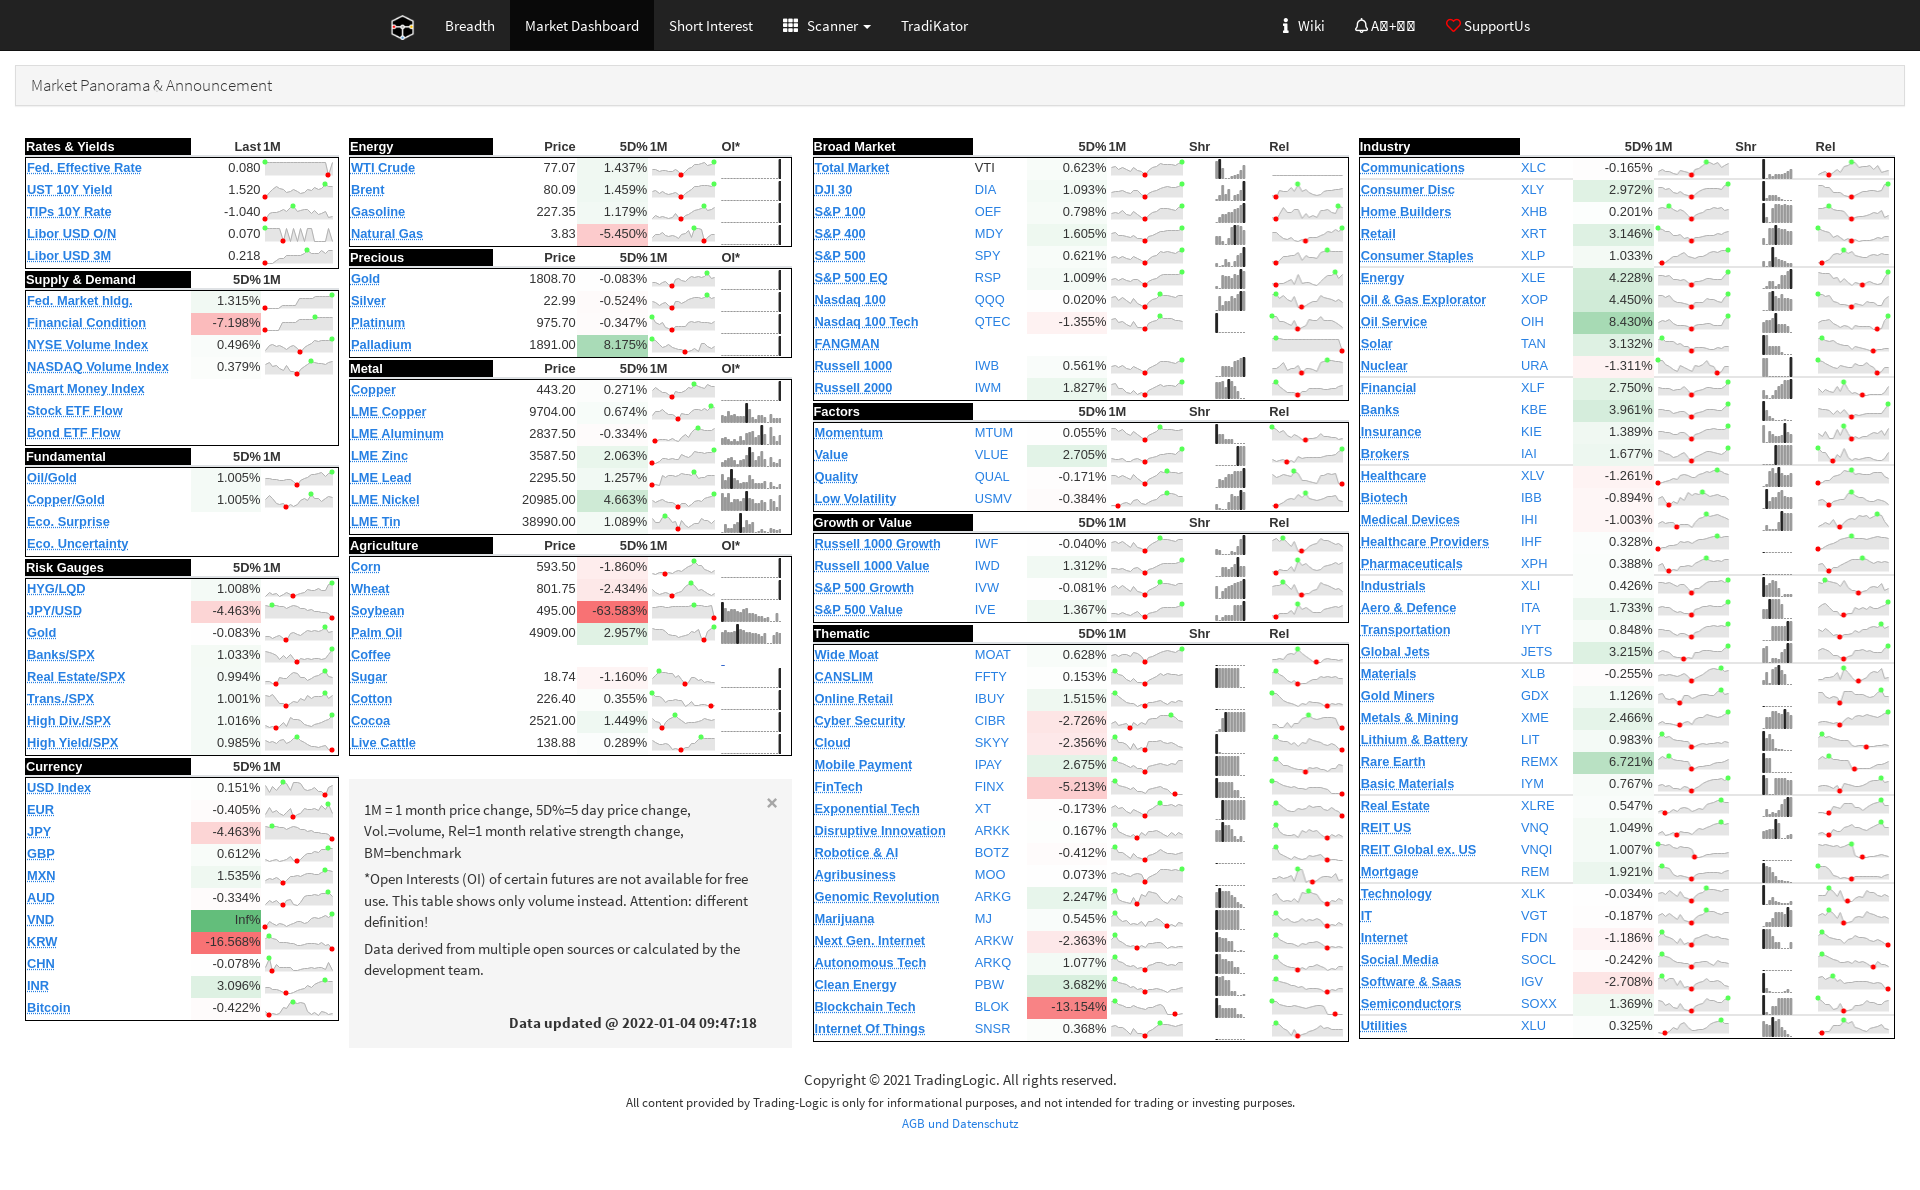 Breadth Market Dashboard Short Interest Scanner TradiKator Wiki SupportUs
Market Panorama & Announcement
Rates & Yields Last 1M
Fed. Effective Rate 0.080
UST 10Y Yield 1.520
TIPs 10Y Rate -1.040
Libor USD O/N 0.070
Libor USD 3M 0.218
Supply & Demand 5D% 1M
Fed. Market hldg. 1.315%
Financial Condition -7.198%
NYSE Volume Index 0.496%
NASDAQ Volume Index 0.379%
Smart Money Index
Stock ETF Flow
Bond ETF Flow
Fundamental 5D% 1M
Oil/Gold 1.005%
Copper/Gold 1.005%
Eco. Surprise
Eco. Uncertainty
Risk Gauges 5D% 1M
HYG/LQD 1.008%
JPY/USD -4.463%
Gold -0.083%
Banks/SPX 1.033%
Real Estate/SPX 0.994%
Trans./SPX 1.001%
High Div./SPX 1.016%
High Yield/SPX 0.985%
Currency 5D% 1M
USD Index 0.151%
EUR -0.405%
JPY -4.463%
GBP 0.612%
MXN 1.535%
AUD -0.334%
VND Inf%
KRW -16.568%
CHN -0.078%
INR 3.096%
Bitcoin -0.422%
Energy Price 5D% 1M OI*
WTI Crude 77.07 1.437%
Brent 80.09 1.459%
Gasoline 227.35 1.179%
Natural Gas 3.83 -5.450%
Precious Price 5D% 1M OI*
Gold 1808.70 -0.083%
Silver 22.99 -0.524%
Platinum 975.70 -0.347%
Palladium 1891.00 8.175%
Metal Price 5D% 1M OI*
Copper 443.20 0.271%
LME Copper 9704.00 0.674%
LME Aluminum 2837.50 -0.334%
LME Zinc 3587.50 2.063%
LME Lead 2295.50 1.257%
LME Nickel 20985.00 4.663%
LME Tin 38990.00 1.089%
Agriculture Price 5D% 1M OI*
Corn 593.50 -1.860%
Wheat 801.75 -2.434%
Soybean 495.00 -63.583%
Palm Oil 4909.00 2.957%
Coffee
Sugar 18.74 -1.160%
Cotton 226.40 0.355%
Cocoa 2521.00 1.449%
Live Cattle 138.88 0.289%
×
1M = 1 month price change, 5D%=5 day price change,
Vol.=volume, Rel=1 month relative strength change,
BM=benchmark
*Open Interests (OI) of certain futures are not available for free
use. This table shows only volume instead. Attention: different
definition!
Data derived from multiple open sources or calculated by the
development team.
Data updated @ 2022-01-04 09:47:18
Broad Market 5D% 1M Shr Rel
Total Market VTI 0.623%
DJI 30 DIA 1.093%
S&P 100 OEF 0.798%
S&P 400 MDY 1.605%
S&P 500 SPY 0.621%
S&P 500 EQ RSP 1.009%
Nasdaq 100 QQQ 0.020%
Nasdaq 100 Tech QTEC -1.355%
FANGMAN
Russell 1000 IWB 0.561%
Russell 2000 IWM 1.827%
Factors 5D% 1M Shr Rel
Momentum MTUM 0.055%
Value VLUE 2.705%
Quality QUAL -0.171%
Low Volatility USMV -0.384%
Growth or Value 5D% 1M Shr Rel
Russell 1000 Growth IWF -0.040%
Russell 1000 Value IWD 1.312%
S&P 500 Growth IVW -0.081%
S&P 500 Value IVE 1.367%
Thematic 5D% 1M Shr Rel
Wide Moat MOAT 0.628%
CANSLIM FFTY 0.153%
Online Retail IBUY 1.515%
Cyber Security CIBR -2.726%
Cloud SKYY -2.356%
Mobile Payment IPAY 2.675%
FinTech FINX -5.213%
Exponential Tech XT -0.173%
Disruptive Innovation ARKK 0.167%
Robotice & AI BOTZ -0.412%
Agribusiness MOO 0.073%
Genomic Revolution ARKG 2.247%
Marijuana MJ 0.545%
Next Gen. Internet ARKW -2.363%
Autonomous Tech ARKQ 1.077%
Clean Energy PBW 3.682%
Blockchain Tech BLOK -13.154%
Internet Of Things SNSR 0.368%
Industry 5D% 1M Shr Rel
Communications XLC -0.165%
Consumer Disc XLY 2.972%
Home Builders XHB 0.201%
Retail XRT 3.146%
Consumer Staples XLP 1.033%
Energy XLE 4.228%
Oil & Gas Explorator XOP 4.450%
Oil Service OIH 8.430%
Solar TAN 3.132%
Nuclear URA -1.311%
Financial XLF 2.750%
Banks KBE 3.961%
Insurance KIE 1.389%
Brokers IAI 1.677%
Healthcare XLV -1.261%
Biotech IBB -0.894%
Medical Devices IHI -1.003%
Healthcare Providers IHF 0.328%
Pharmaceuticals XPH 0.388%
Industrials XLI 0.426%
Aero & Defence ITA 1.733%
Transportation IYT 0.848%
Global Jets JETS 3.215%
Materials XLB -0.255%
Gold Miners GDX 1.126%
Metals & Mining XME 2.466%
Lithium & Battery LIT 0.983%
Rare Earth REMX 6.721%
Basic Materials IYM 0.767%
Real Estate XLRE 0.547%
REIT US VNQ 1.049%
REIT Global ex. US VNQI 1.007%
Mortgage REM 1.921%
Technology XLK -0.034%
IT VGT -0.187%
Internet FDN -1.186%
Social Media SOCL -0.242%
Software & Saas IGV -2.708%
Semiconductors SOXX 1.369%
Utilities XLU 0.325%
Copyright © 2021 TradingLogic. All rights reserved.
All content provided by Trading-Logic is only for informational purposes, and not intended for trading or investing purposes.
AGB und Datenschutz